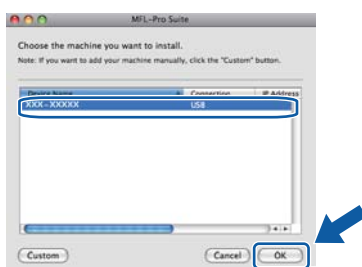 MFL-Pro Suite
Choose the machine you want to install.
Note: If you want to add your machine manually, click the "Custom" button.
Device Name Connection IP Address
XXX-XXXXX USB
Custom Cancel OK